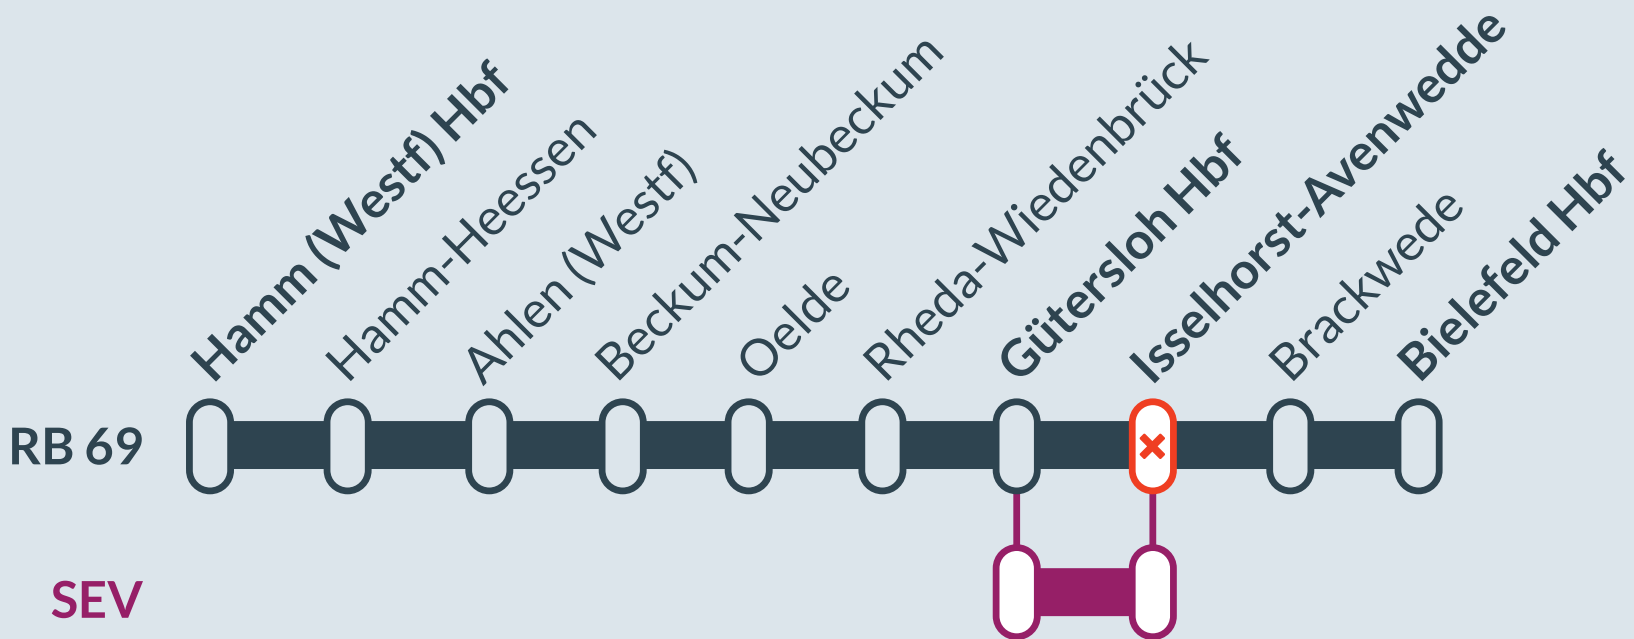 Hamm (Westf) Hbf
Hamm-Heessen
Ahlen (Westf)
Beckum-Neubeckum
Oelde
Rheda-Wiedenbrück
Gütersloh Hbf
Isselhorst-Avenwedde
Brackwede
Bielefeld Hbf
RB 69
SEV